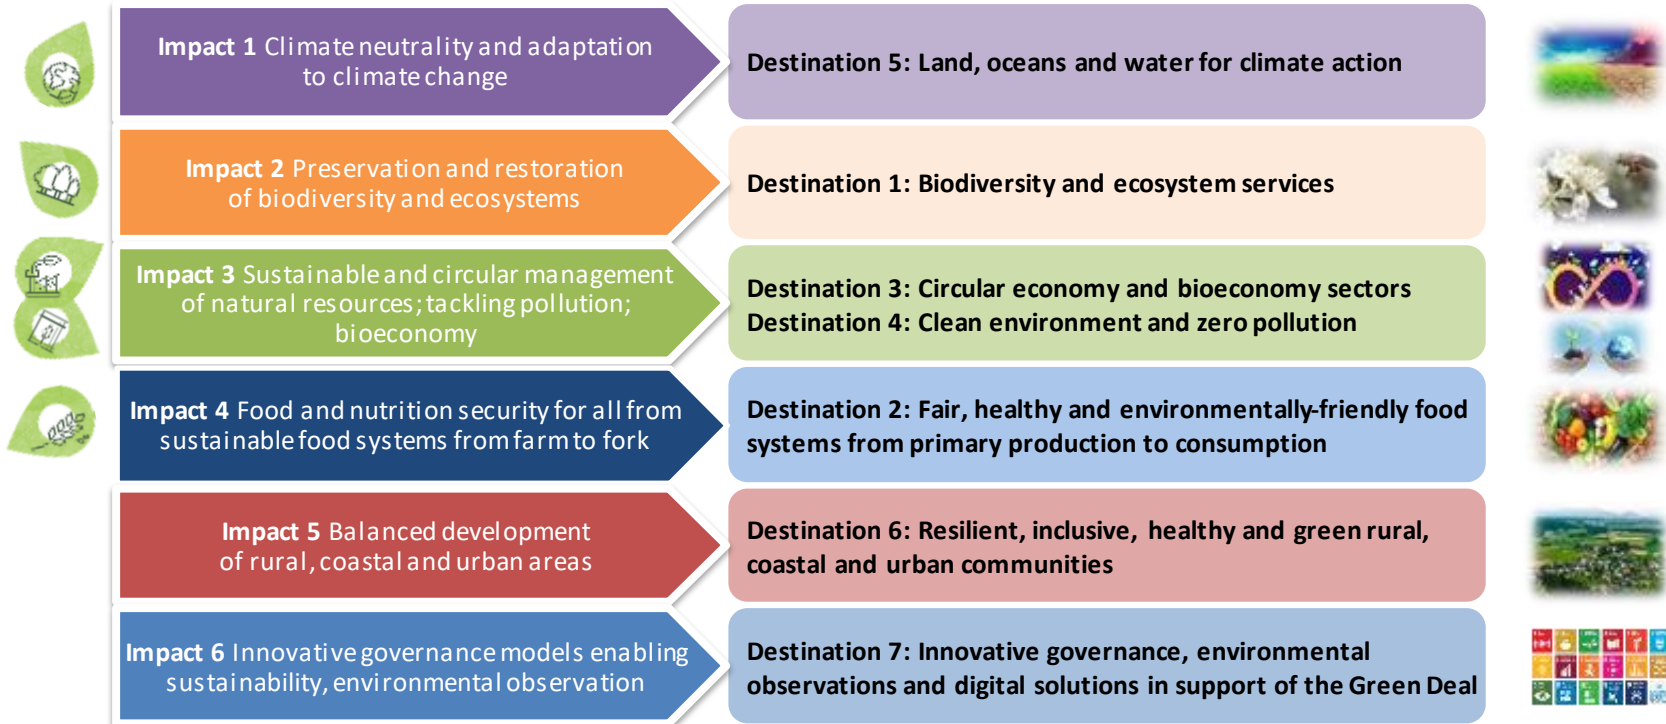 Impact 1 Climate neutrality and adaptation
to climate change
Destination 5: Land, oceans and water for climate action
Impact 2 Preservation and restoration
of biodiversity and ecosystems
Destination 1: Biodiversity and ecosystem services
Impact 3 Sustainable and circular management
of natural resources; tackling pollution;
bioeconomy
Destination 3: Circular economy and bioeconomy sectors
Destination 4: Clean environment and zero pollution
Impact 4 Food and nutrition security for all from
sustainable food systems from farm to fork
Destination 2: Fair, healthy and environmentally-friendly food
systems from primary production to consumption
Impact 5 Balanced development
of rural, coastal and urban areas
Destination 6: Resilient, inclusive, healthy and green rural,
coastal and urban communities
Impact 6 Innovative governance models enabling
sustainability, environmental observation
Destination 7: Innovative governance, environmental
observations and digital solutions in support of the Green Deal